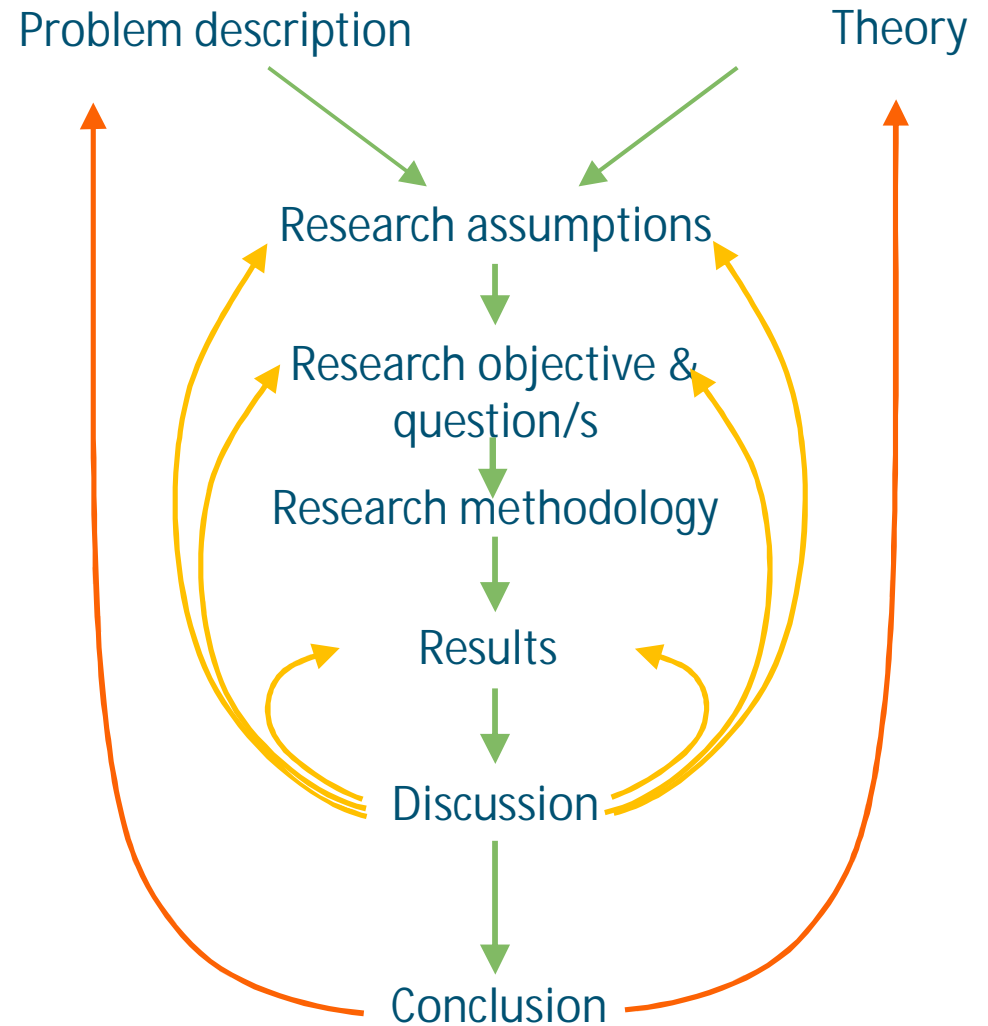 Problem description
Theory
Research assumptions
Research objective &
question/s
Research methodology
Results
Discussion
Conclusion